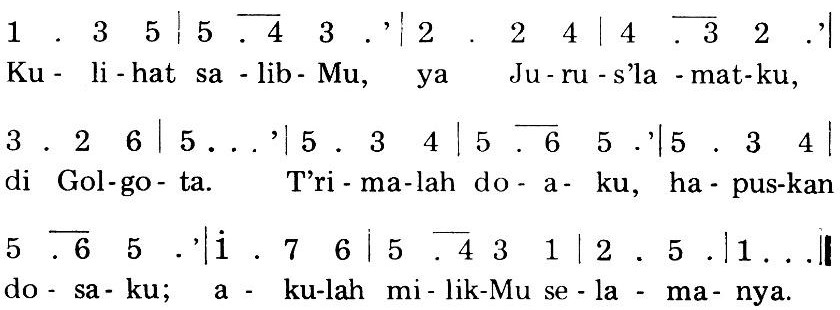 1 . 3 5 | 5 . 4 3 . ’ | 2 . 2 4 | 4 . 3 2 . ’|
Ku - li - hat sa - lib - Mu, ya Ju - ru - s’la - mat-ku,
3 . 2 6 | 5 . . . ’| 5 . 3 4 | 5 . 6 5 . ’| 5 . 3 4 |
di Gol-go - ta. T’ri - ma-lah do - a - ku, ha - pus-kan
5 . 6 5 . ’| i . 7 6 | 5 . 4 3 1 | 2 . 5 . | 1 . . . ||
do - sa - ku; a - ku-lah mi - lik-Mu se - la - ma - nya.